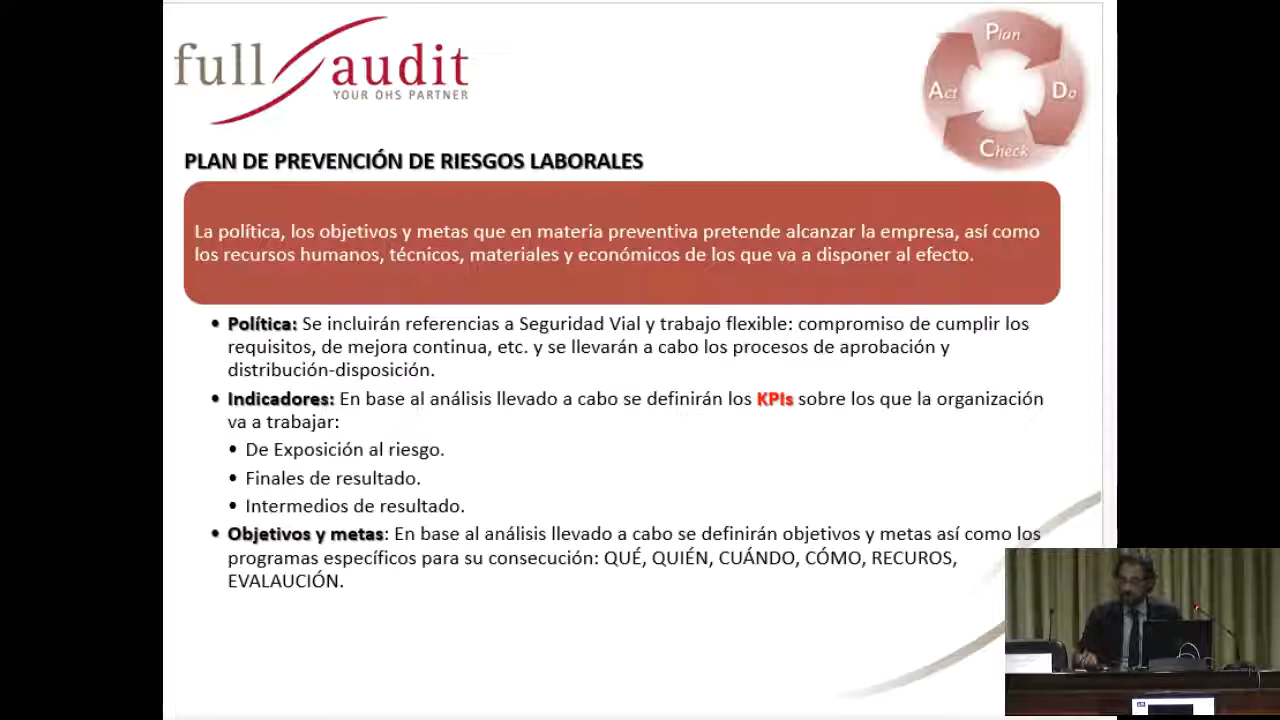 full audit
YOUR OHS PARTNER
Plan
Do
Check
Act
PLAN DE PREVENCIÓN DE RIESGOS LABORALES
La política, los objetivos y metas que en materia preventiva pretende alcanzar la empresa, así como
los recursos humanos, técnicos, materiales y económicos de los que va a disponer al efecto.
• Política: Se incluirán referencias a Seguridad Vial y trabajo flexible: compromiso de cumplir los
requisitos, de mejora continua, etc. y se llevarán a cabo los procesos de aprobación y
distribución-disposición.
• Indicadores: En base al análisis llevado a cabo se definirán los KPIs sobre los que la organización
va a trabajar:
• De Exposición al riesgo.
• Finales de resultado.
• Intermedios de resultado.
• Objetivos y metas: En base al análisis llevado a cabo se definirán objetivos y metas así como los
programas específicos para su consecución: QUÉ, QUIÉN, CUÁNDO, CÓMO, RECUROS,
EVALAUCIÓN.